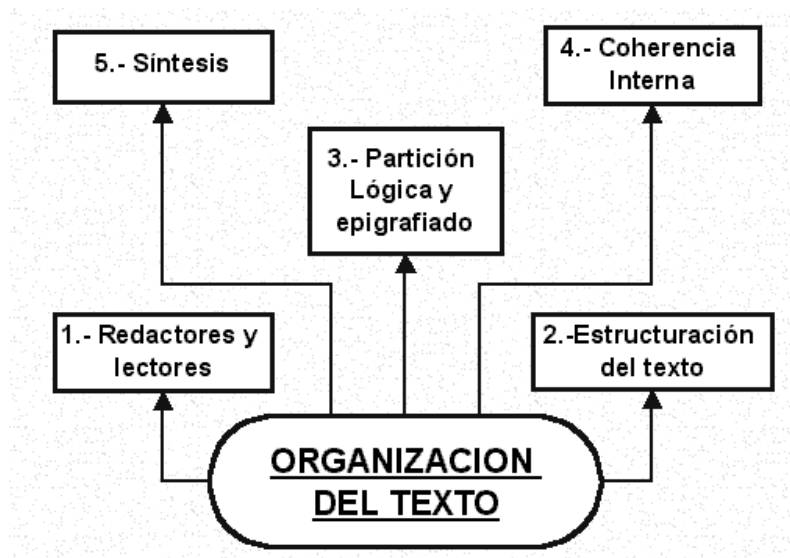 5.- Síntesis
4.- Coherencia
Interna
3.- Partición
Lógica y
epigrafiado
1.- Redactores y
lectores
2.-Estructuración
del texto
ORGANIZACION
DEL TEXTO